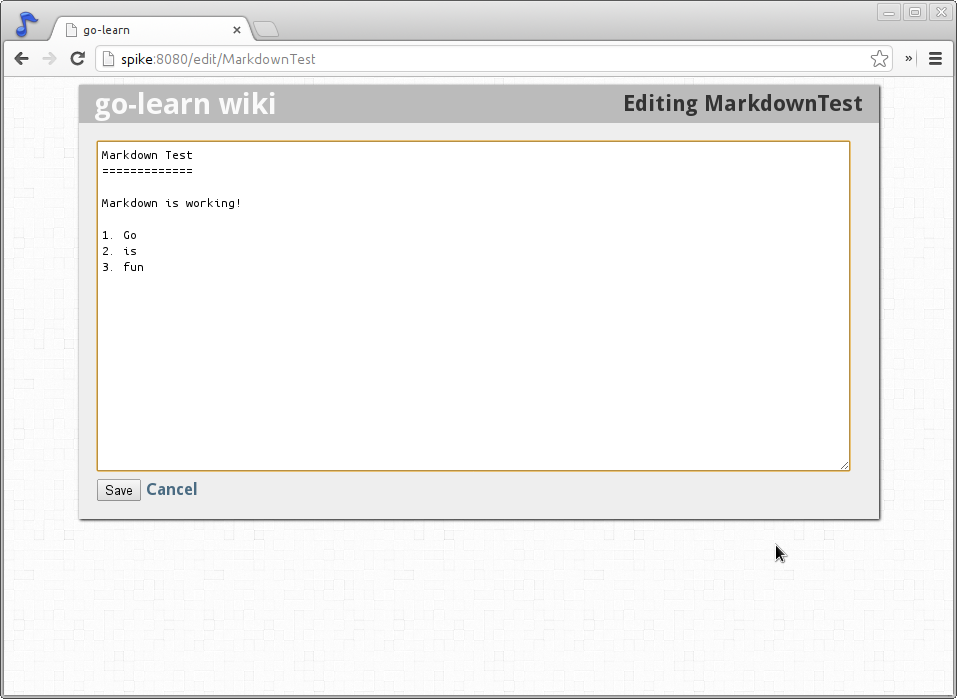 go-learn
spike:8080/edit/MarkdownTest
go-learn wiki
Editing MarkdownTest
Markdown Test
=============
Markdown is working!
1. Go
2. is
3. fun
Save Cancel